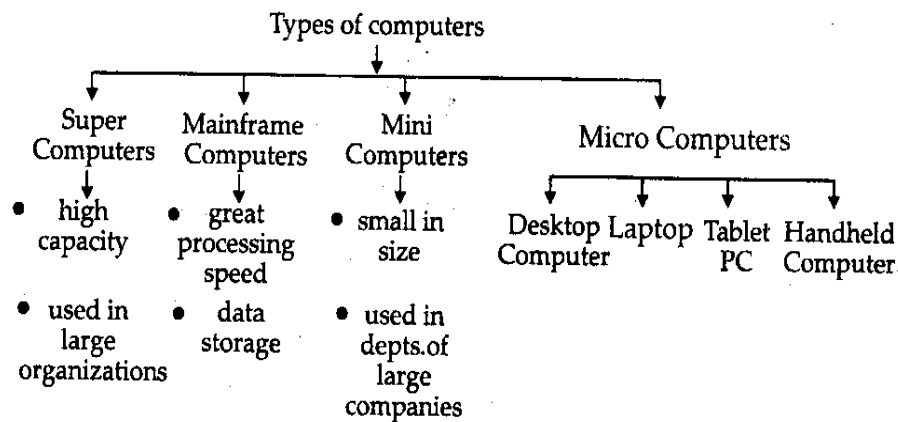 Types of computers
Super
Computers
Mainframe
Computers
Mini
Computers
Micro Computers
• high
capacity
• used in
large
organizations
• great
processing
speed
• data
storage
• small in
size
• used in
depts.of
large
companies
Desktop
Computer
Laptop
Tablet
PC
Handheld
Computer.